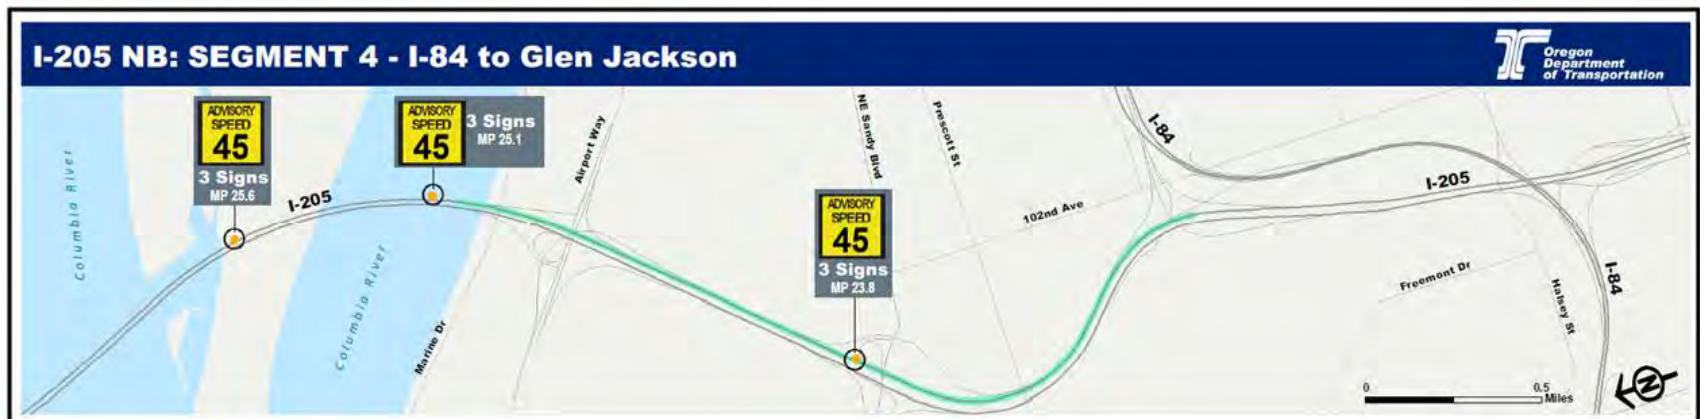 I-205 NB: SEGMENT 4 - I-84 to Glen Jackson
Oregon
Department
of Transportation
ADVISORY
SPEED
45
3 Signs
MP 25.6
ADVISORY
SPEED
45
3 Signs
MP 25.1
ADVISORY
SPEED
45
3 Signs
MP 23.8
Columbia River
I-205
Columbia River
Marine Dr
Airport Way
NE Sandy Blvd
Prescott St
102nd Ave
I-84
I-205
Freemont Dr
Halsey St
I-84
0 0.5
Miles
N